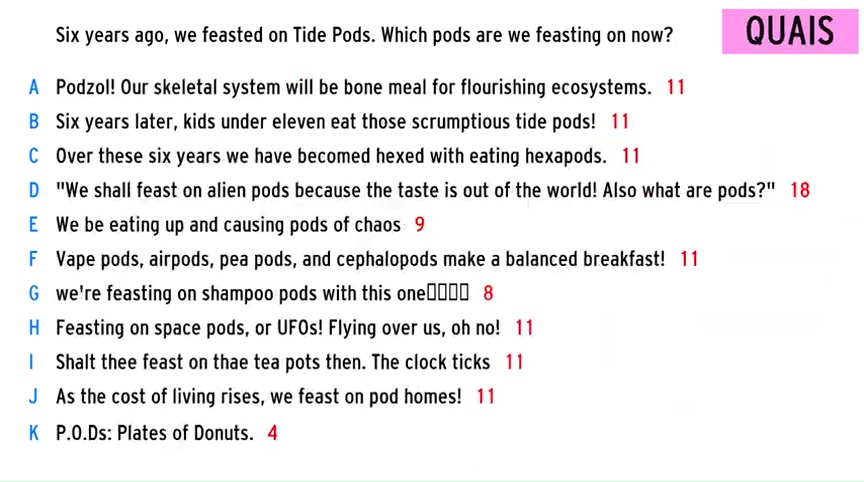 Six years ago, we feasted on Tide Pods. Which pods are we feasting on now?
QUAIS
A Podzol! Our skeletal system will be bone meal for flourishing ecosystems. 11
B Six years later, kids under eleven eat those scrumptious tide pods! 11
C Over these six years we have becomed hexed with eating hexapods. 11
D "We shall feast on alien pods because the taste is out of the world! Also what are pods?" 18
E We be eating up and causing pods of chaos 9
F Vape pods, airpods, pea pods, and cephalopods make a balanced breakfast! 11
G we're feasting on shampoo pods with this one▯▯▯▯ 8
H Feasting on space pods, or UFOs! Flying over us, oh no! 11
I Shalt thee feast on thae tea pots then. The clock ticks 11
J As the cost of living rises, we feast on pod homes! 11
K P.O.Ds: Plates of Donuts. 4